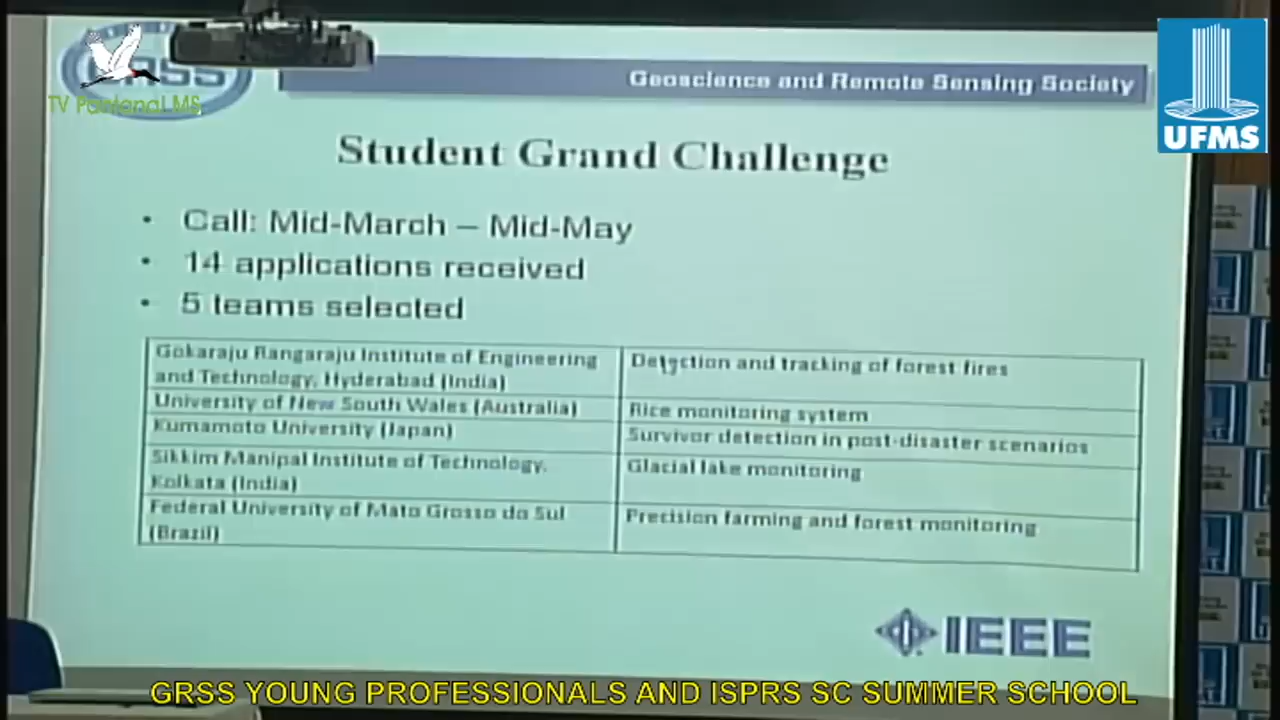 GRSS
TV Pantanal MS
Geoscience and Remote Sensing Society
UFMS
Student Grand Challenge
• Call: Mid-March – Mid-May
• 14 applications received
• 5 teams selected
Gokaraju Rangaraju Institute of Engineering
and Technology, Hyderabad (India)
Detection and tracking of forest fires
University of New South Wales (Australia)
Rice monitoring system
Kumamoto University (Japan)
Survivor detection in post-disaster scenarios
Sikkim Manipal Institute of Technology,
Kolkata (India)
Glacial lake monitoring
Federal University of Mato Grosso do Sul
(Brazil)
Precision farming and forest monitoring
IEEE
UFMS
GRSS YOUNG PROFESSIONALS AND ISPRS SC SUMMER SCHOOL